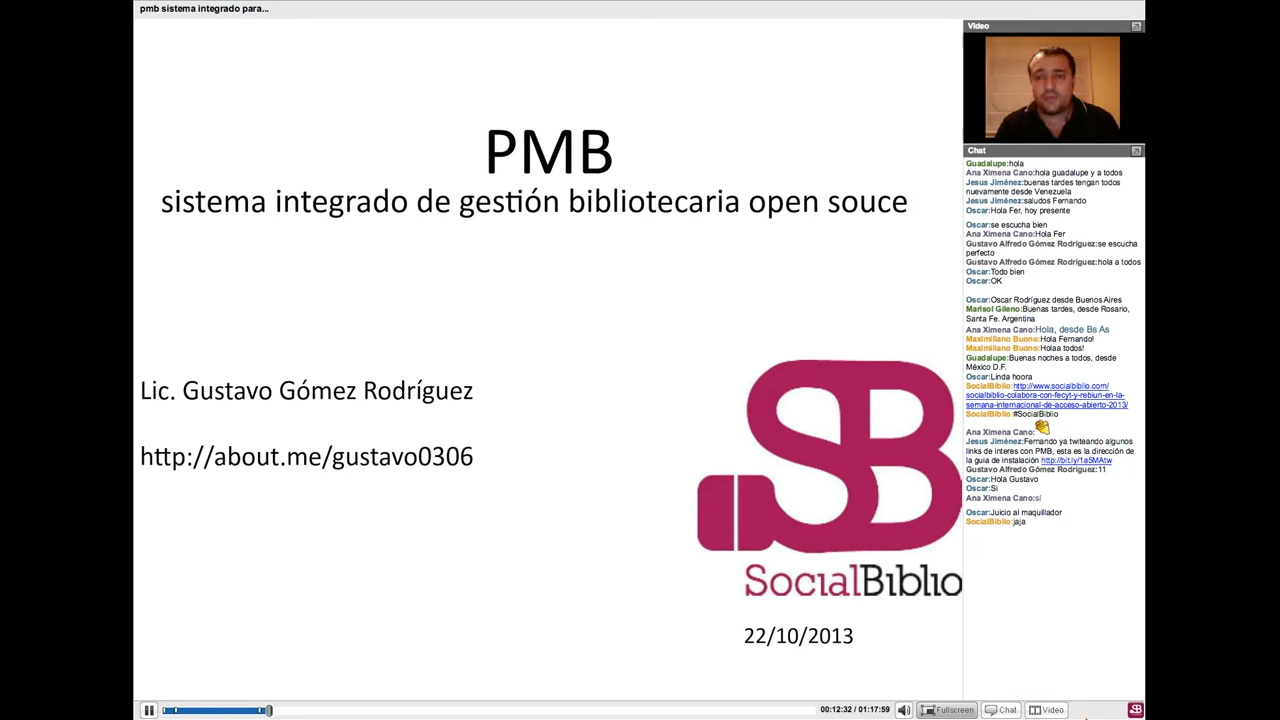 pmb sistema integrado para...
PMB
sistema integrado de gestión bibliotecaria open souce
Lic. Gustavo Gómez Rodríguez
http://about.me/gustavo0306
SB
SocialBiblio
22/10/2013
Video
Chat
Guadalupe:hola
Ana Ximena Cano:hola guadalupe y a todos
Jesus Jiménez:buenas tardes tengan todos
nuevamente desde Venezuela
Jesus Jiménez:saludos Fernando
Oscar:Hola Fer, hoy presente
Oscar:se escucha bien
Ana Ximena Cano:Hola Fer
Gustavo Alfredo Gómez Rodríguez:se escucha
perfecto
Gustavo Alfredo Gómez Rodríguez:hola a todos
Oscar:Todo bien
Oscar:OK
Oscar:Oscar Rodríguez desde Buenos Aires
Marisol Gileno:Buenas tardes, desde Rosario,
Santa Fe. Argentina
Ana Ximena Cano:Hola, desde Bs As
Maximiliano Buono:Hola Fernando!
Maximiliano Buono:Holaa todos!
Guadalupe:Buenas noches a todos, desde
México D.F.
Oscar:Linda hoora
SocialBiblio:http://www.socialbiblio.com/
socialbiblio-colabora-con-fecyt-y-rebiun-en-la-
semana-internacional-de-acceso-abierto-2013/
SocialBiblio:#SocialBiblio
Ana Ximena Cano:
Jesus Jiménez:Fernando ya twiteando algunos
links de interes con PMB, esta es la dirección de
la guia de instalación http://bit.ly/1a5MAtw
Gustavo Alfredo Gómez Rodríguez:11
Oscar:Hola Gustavo
Oscar:Si
Ana Ximena Cano:sí
Oscar:Juicio al maquillador
SocialBiblio:jaja
00:12:32 / 01:17:59
Fullscreen
Chat
Video
SB